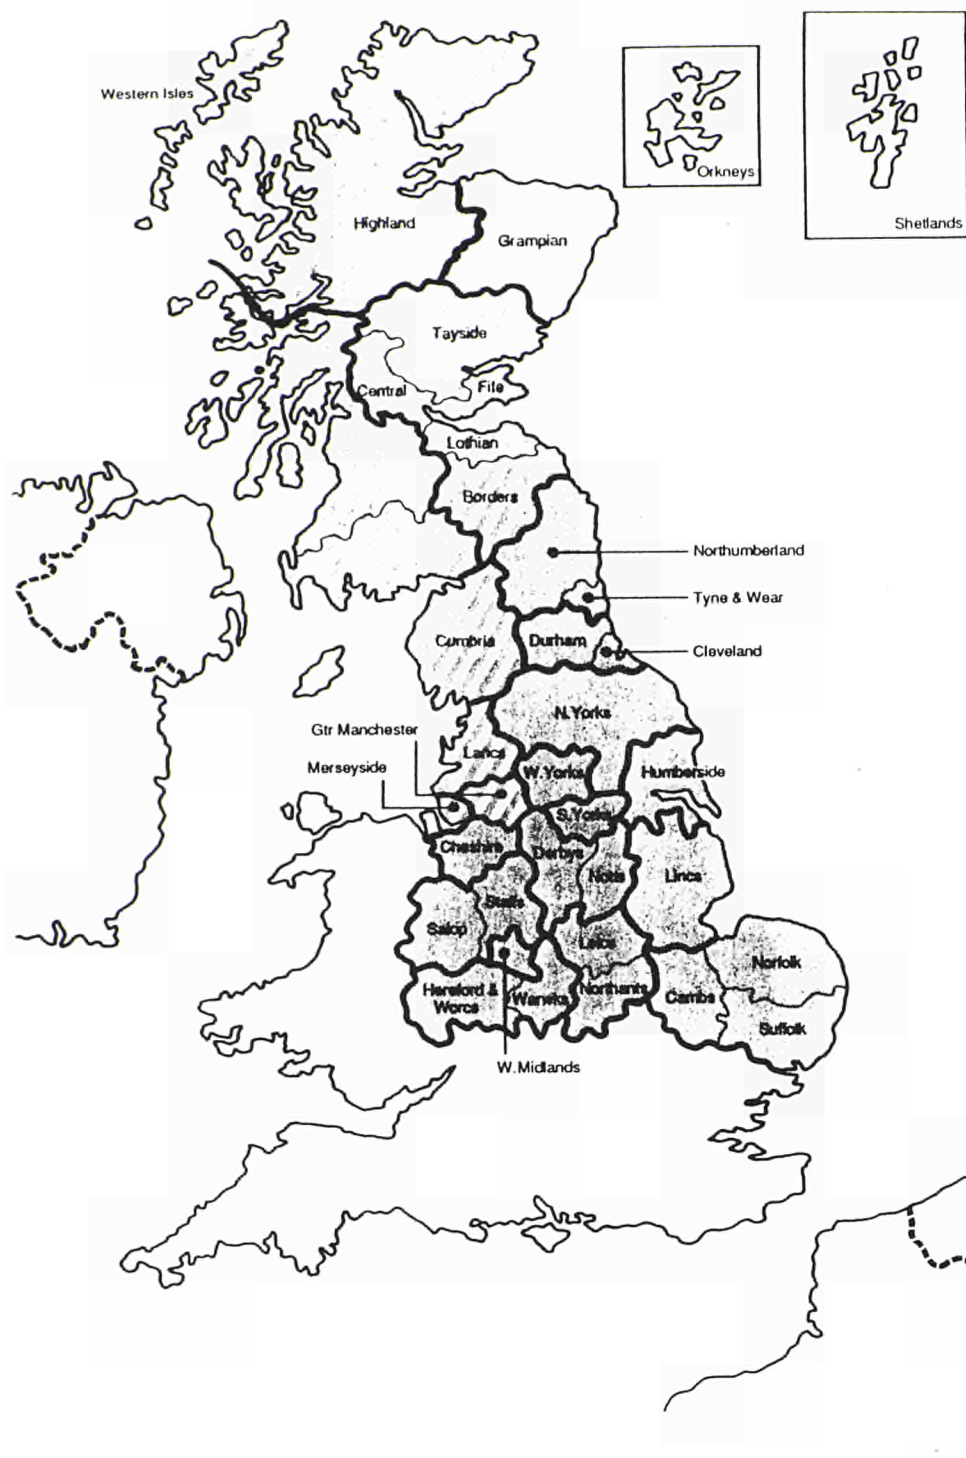 Western Isles
Orkneys
Shetlands
Highland
Grampian
Tayside
Central
Fife
Lothian
Borders
Northumberland
Tyne & Wear
Cumbria
Durham
Cleveland
N.Yorks
Gtr Manchester
Lancs
Merseyside
W.Yorks
Humberside
S.Yorks
Cheshire
Derbys
Notts
Lincs
Staffs
Salop
Leics
Norfolk
Hereford &
Worcs
Warwks
Northants
Cambs
Suffolk
W.Midlands